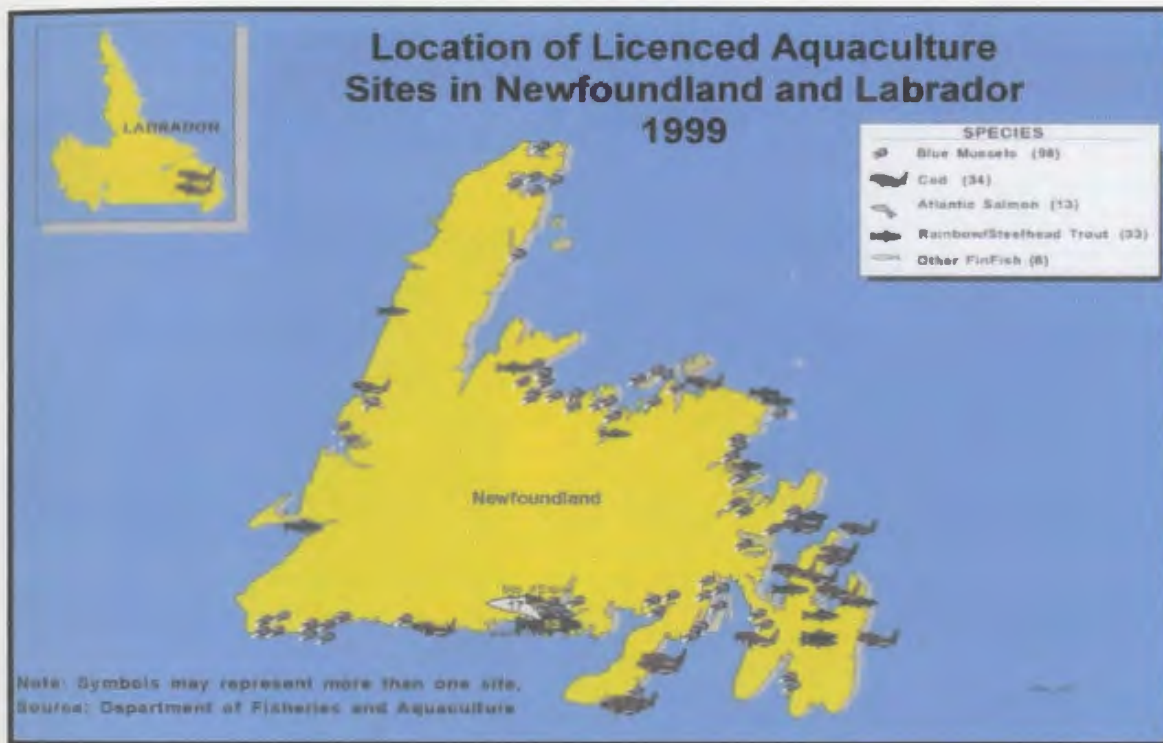 Location of Licenced Aquaculture
Sites in Newfoundland and Labrador
1999
LABRADOR
SPECIES
Blue Mussels (98)
Cod (34)
Atlantic Salmon (13)
Rainbow/Steelhead Trout (33)
Other FinFish (8)
Newfoundland
Note: Symbols may represent more than one site.
Source: Department of Fisheries and Aquaculture